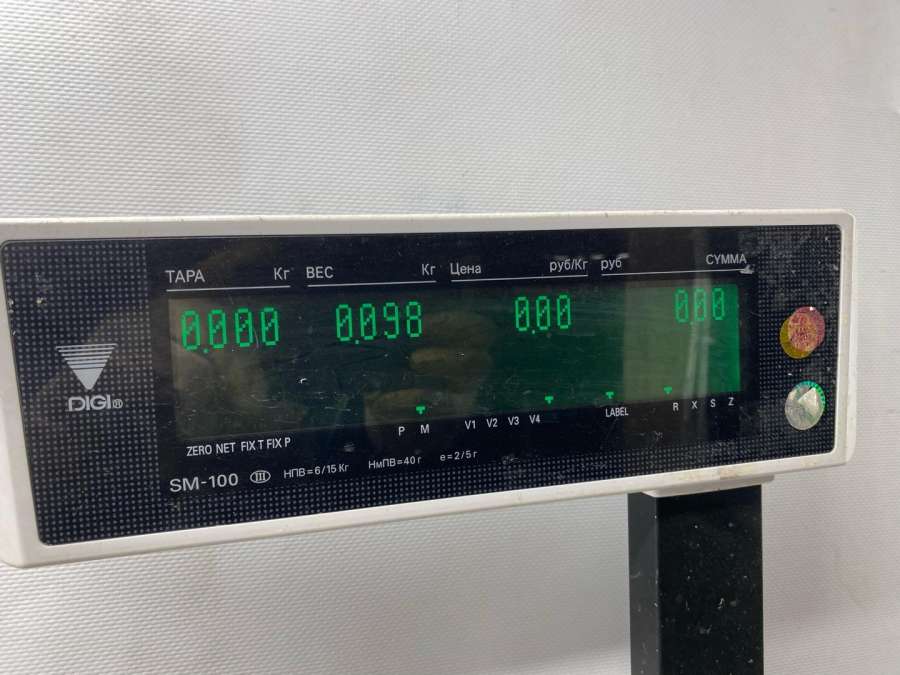 ТАРА Кг ВЕС Кг Цена руб/Кг руб СУММА
0.000 0.098 0.00 0.00
DIGI®
ZERO NET FIX T FIX P P M V1 V2 V3 V4 LABEL R X S Z
SM-100 III НПВ=6/15 Кг НмПВ=40 г e=2/5 г